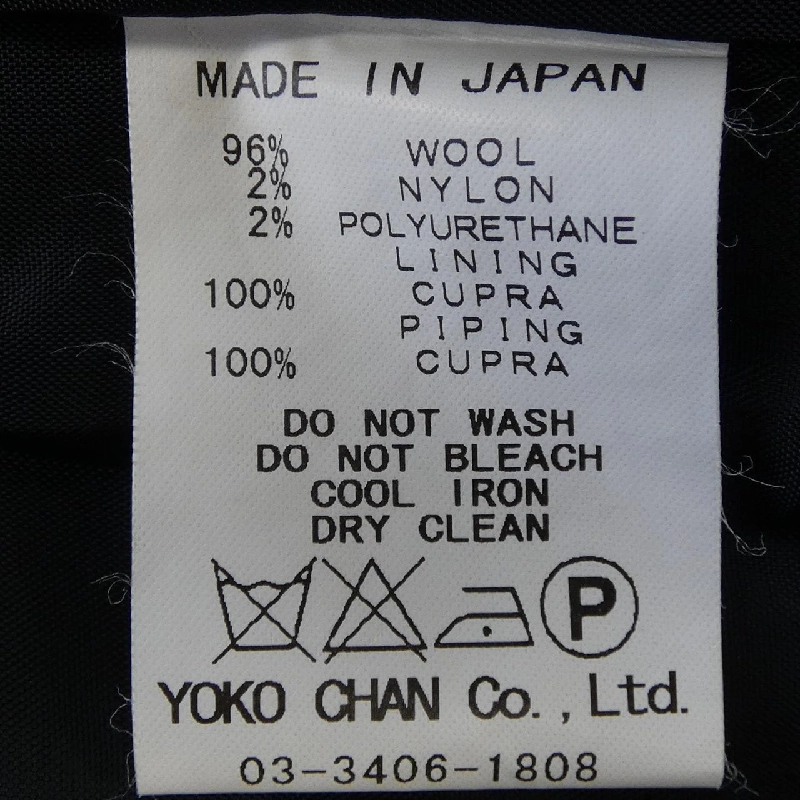 MADE IN JAPAN
96% WOOL
2% NYLON
2% POLYURETHANE
LINING
100% CUPRA
PIPING
100% CUPRA
DO NOT WASH
DO NOT BLEACH
COOL IRON
DRY CLEAN
P
YOKO CHAN Co.,Ltd.
03-3406-1808